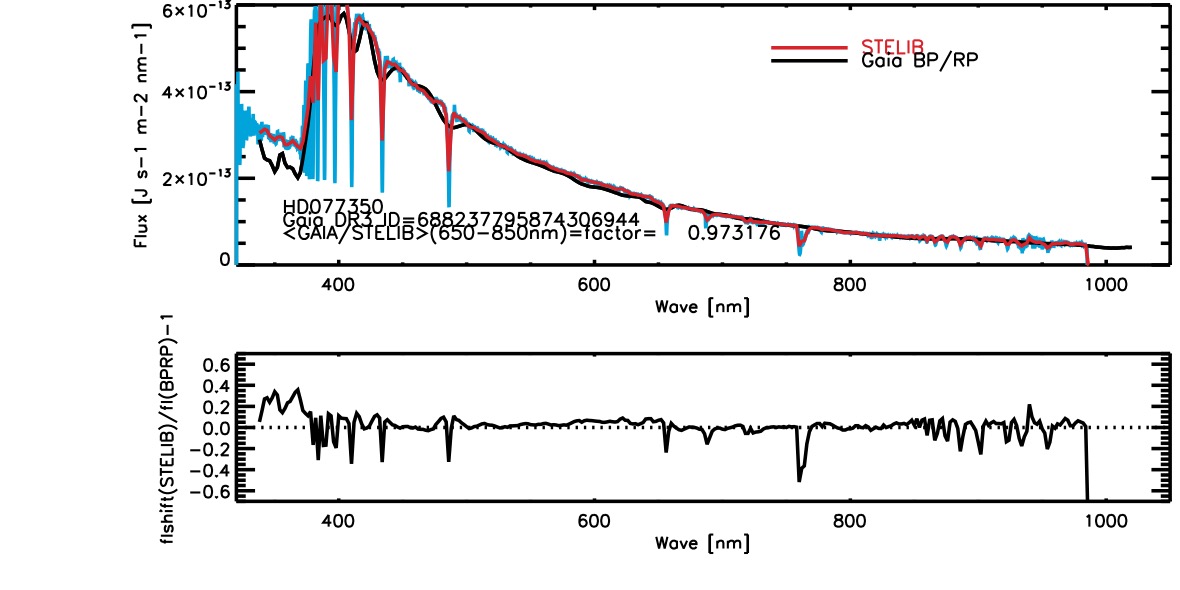 6×10−13
4×10−13
2×10−13
0
Flux [J s−1 m−2 nm−1]
STELIB
Gaia BP/RP
HD077350
Gaia DR3 ID=6882377958743069​44
<GAIA/STELIB>(650−850nm)=factor= 0.973176
400 600 800 1000
Wave [nm]
flshift(STELIB)/fl(BPRP)−1
0.6
0.4
0.2
0.0
−0.2
−0.4
−0.6
400 600 800 1000
Wave [nm]